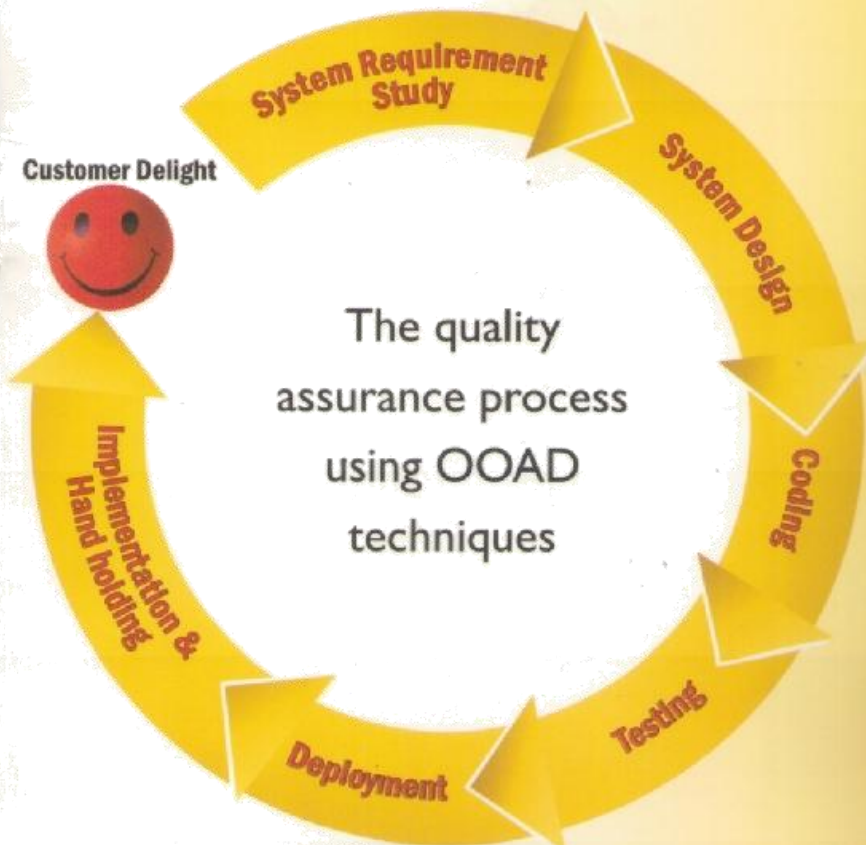 System Requirement
Study
System Design
Coding
Testing
Deployment
Implementation &
Hand holding
Customer Delight
The quality
assurance process
using OOAD
techniques